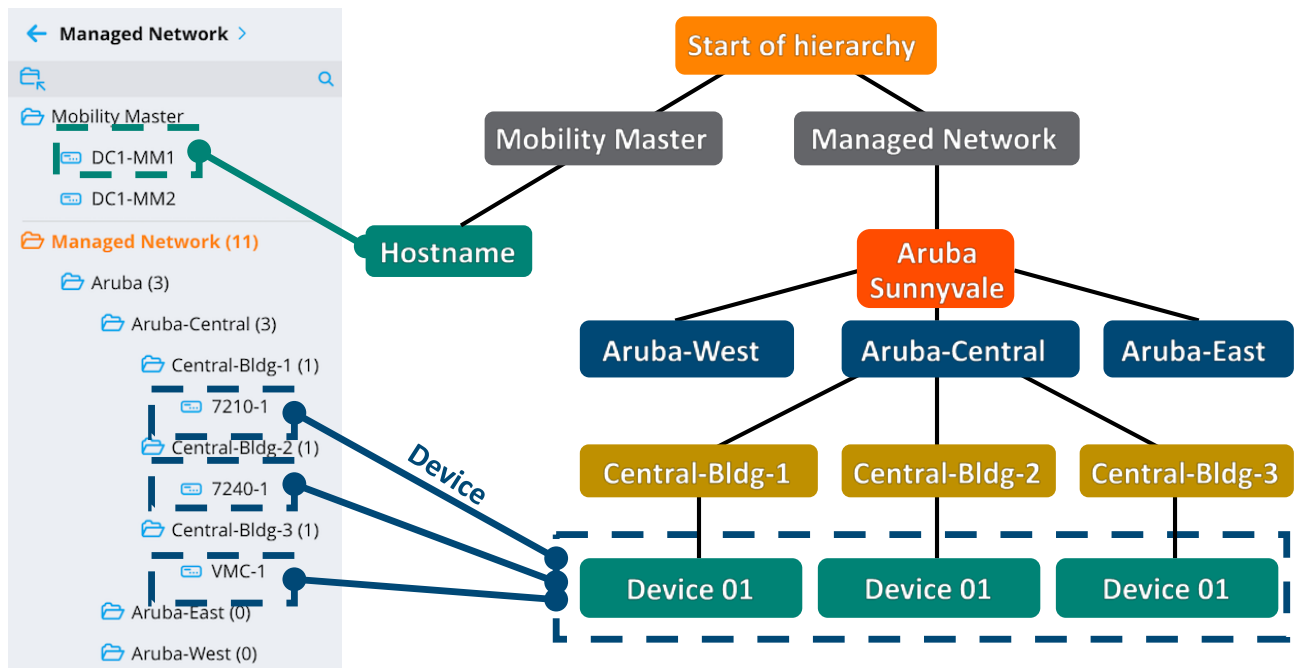 Managed Network >
Mobility Master
DC1-MM1
DC1-MM2
Managed Network (11)
Aruba (3)
Aruba-Central (3)
Central-Bldg-1 (1)
7210-1
Central-Bldg-2 (1)
7240-1
Central-Bldg-3 (1)
VMC-1
Aruba-East (0)
Aruba-West (0)
Device
Start of hierarchy
Mobility Master
Managed Network
Hostname
Aruba
Sunnyvale
Aruba-West
Aruba-Central
Aruba-East
Central-Bldg-1
Central-Bldg-2
Central-Bldg-3
Device 01
Device 01
Device 01